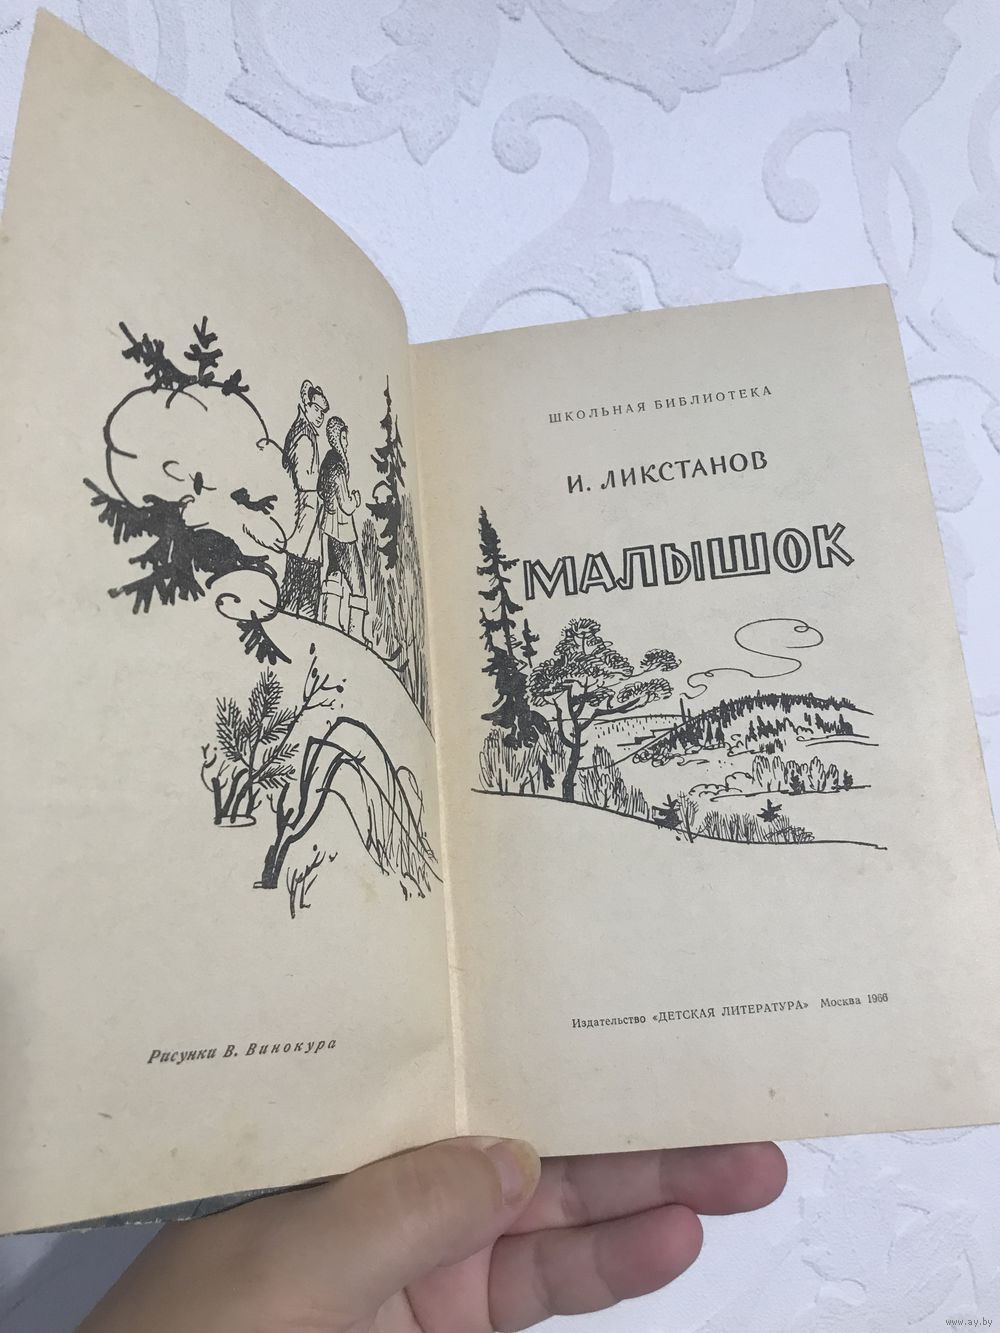 Рисунки В. Винокура
ШКОЛЬНАЯ БИБЛИОТЕКА
И. ЛИКСТАНОВ
МАЛЫШОК
Издательство «ДЕТСКАЯ ЛИТЕРАТУРА» Москва 1966
www.ay.by